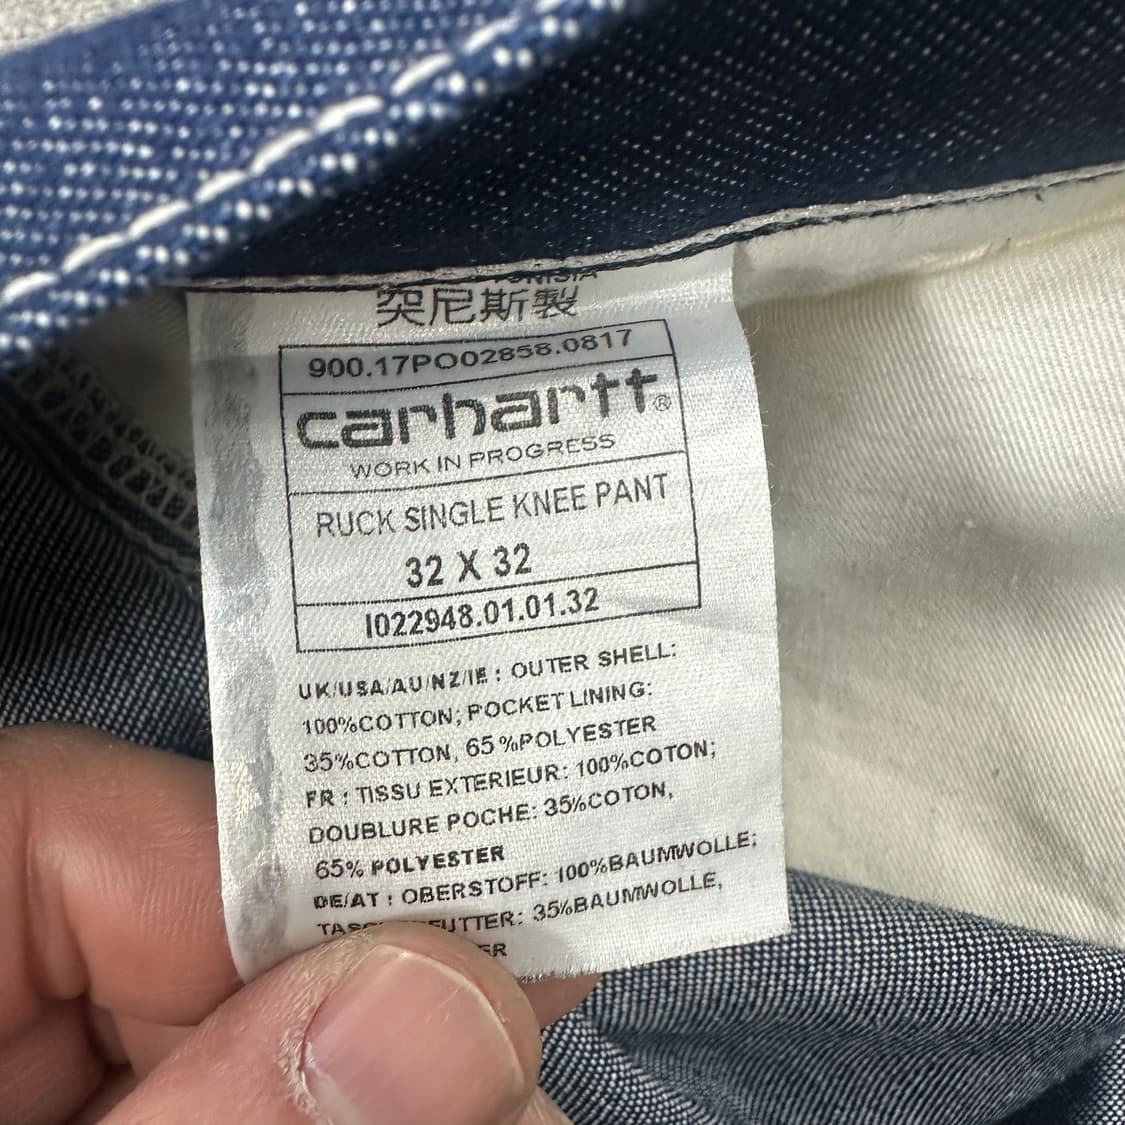 TUNISIA
突尼斯製
900.17PO02858.0817
carhartt®
WORK IN PROGRESS
RUCK SINGLE KNEE PANT
32 X 32
I022948.01.01.32
UK/USA/AU/NZ/IE : OUTER SHELL:
100%COTTON; POCKET LINING:
35%COTTON, 65%POLYESTER
FR : TISSU EXTERIEUR: 100%COTON;
DOUBLURE POCHE: 35%COTON,
65% POLYESTER
DE/AT : OBERSTOFF: 100%BAUMWOLLE;
35%BAUMWOLLE,